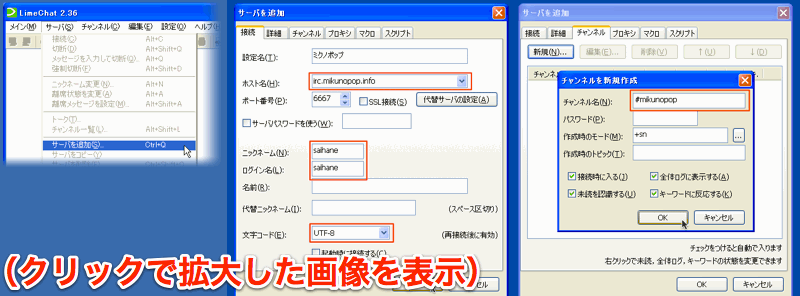 LimeChat 2.36
メイン(M) サーバ(S) チャンネル(C) 編集(E) 設定(O) ヘルプ(H)
接続(C) Alt+Shift+C
切断(D) Alt+Shift+Q
メッセージを入力して切断(Q)... Alt+Q
強制切断(F) Alt+Shift+D
ニックネーム変更(N)... Alt+N
離席状態を変更(A) Alt+A
離席メッセージを設定(M)... Alt+Shift+A
トーク(T)...
チャンネル一覧(L)... Alt+Shift+L
サーバを追加(S)... Ctrl+Q
サーバをコピー(Y)
サーバを追加
接続 詳細 チャンネル プロキシ マクロ スクリプト
設定名(T): ミクノポップ
ホスト名(H): irc.mikunopop.info
ポート番号(P): 6667 SSL接続(S) 代替サーバの設定(A)
サーバパスワードを使う(W):
ニックネーム(N): saihane
ログイン名(L): saihane
名前(R):
代替ニックネーム(I): (スペース区切り)
文字コード(E): UTF-8 (再接続後に有効)
起動時に接続する(C)
キャンセル
サーバを追加
接続 詳細 チャンネル プロキシ マクロ スクリプト
新規(N)... 編集(E)... 削除(V) ↑(U) ↓(D)
チャンネルを新規作成
チャンネル名(N): #mikunopop
パスワード(P):
作成時のモード(M): +sn ...
作成時のトピック(T):
接続時に入る(J) 全体ログに表示する(A)
未読を認識する(U) キーワードに反応する(K)
OK キャンセル
チェックをつけると自動で入ります
右クリックで未読、全体ログ、キーワードの状態を変更できます
OK キャンセル
(クリックで拡大した画像を表示)